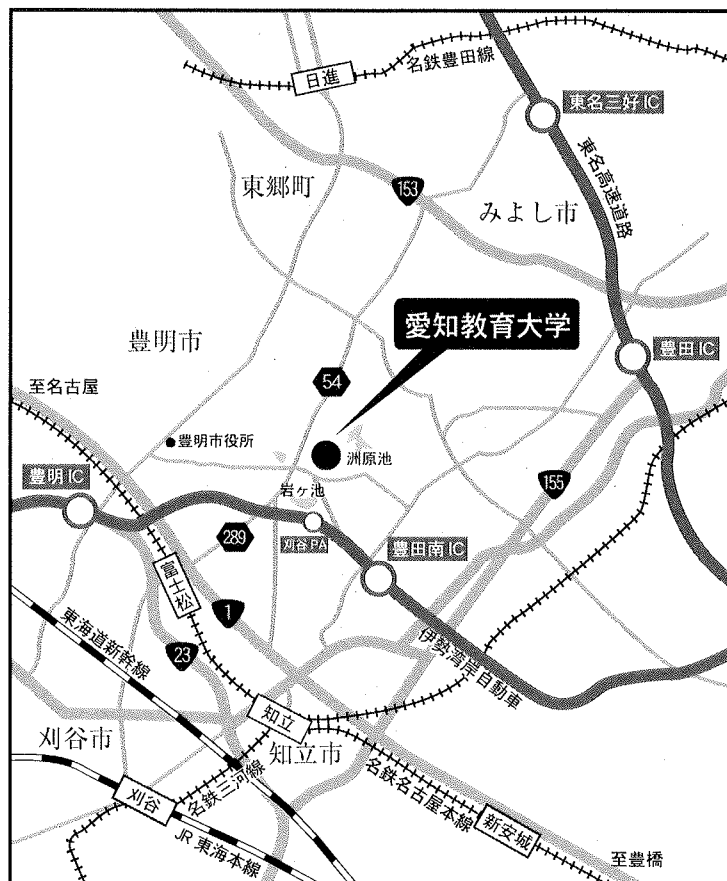 名鉄豊田線
日進
東名三好IC
東郷町
153
東名高速道路
みよし市
愛知教育大学
豊明市
豊田IC
54
至名古屋
豊明市役所
洲原池
豊明IC
155
岩ヶ池
289
刈谷PA
豊田南IC
富士松
1
東海道新幹線
23
伊勢湾岸自動車
知立
刈谷市
知立市
名鉄三河線
名鉄名古屋本線
刈谷
新安城
JR 東海本線
至豊橋